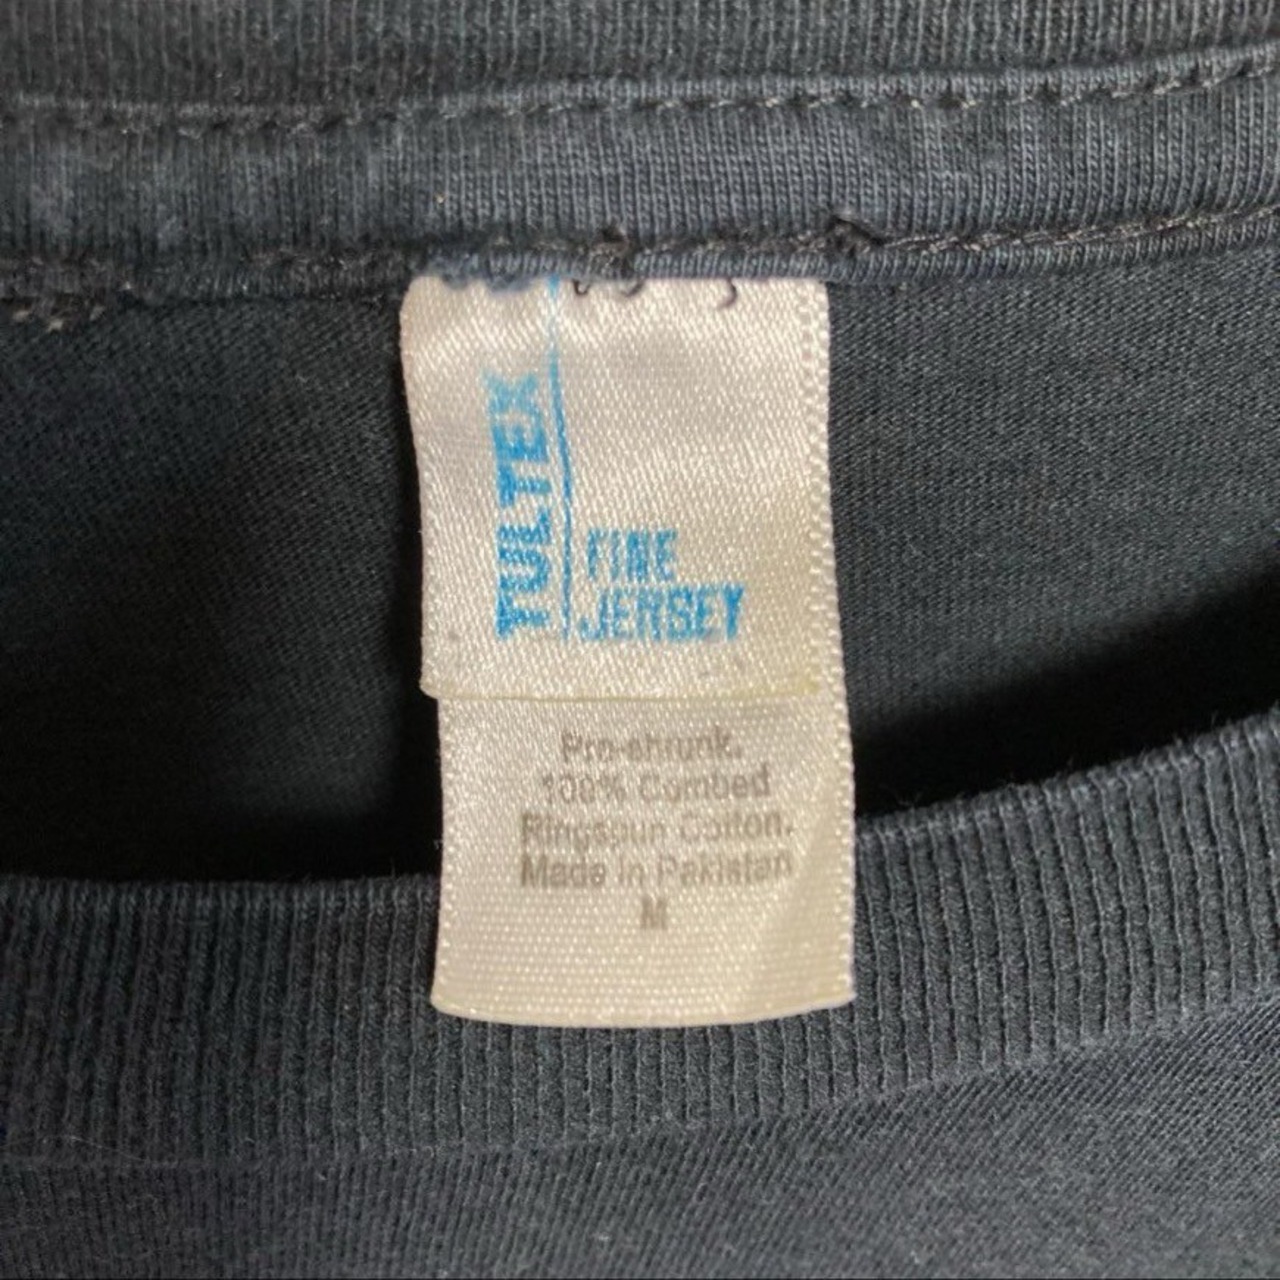 TULTEX
FINE
JERSEY
Pre-shrunk.
100% Combed
Ringspun Cotton.
Made in Pakistan
M